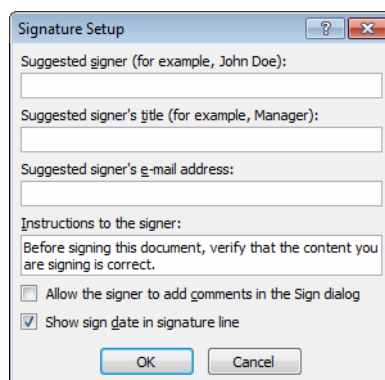 Signature Setup
Suggested signer (for example, John Doe):
Suggested signer's title (for example, Manager):
Suggested signer's e-mail address:
Instructions to the signer:
Before signing this document, verify that the content you
are signing is correct.
Allow the signer to add comments in the Sign dialog
Show sign date in signature line
OK Cancel